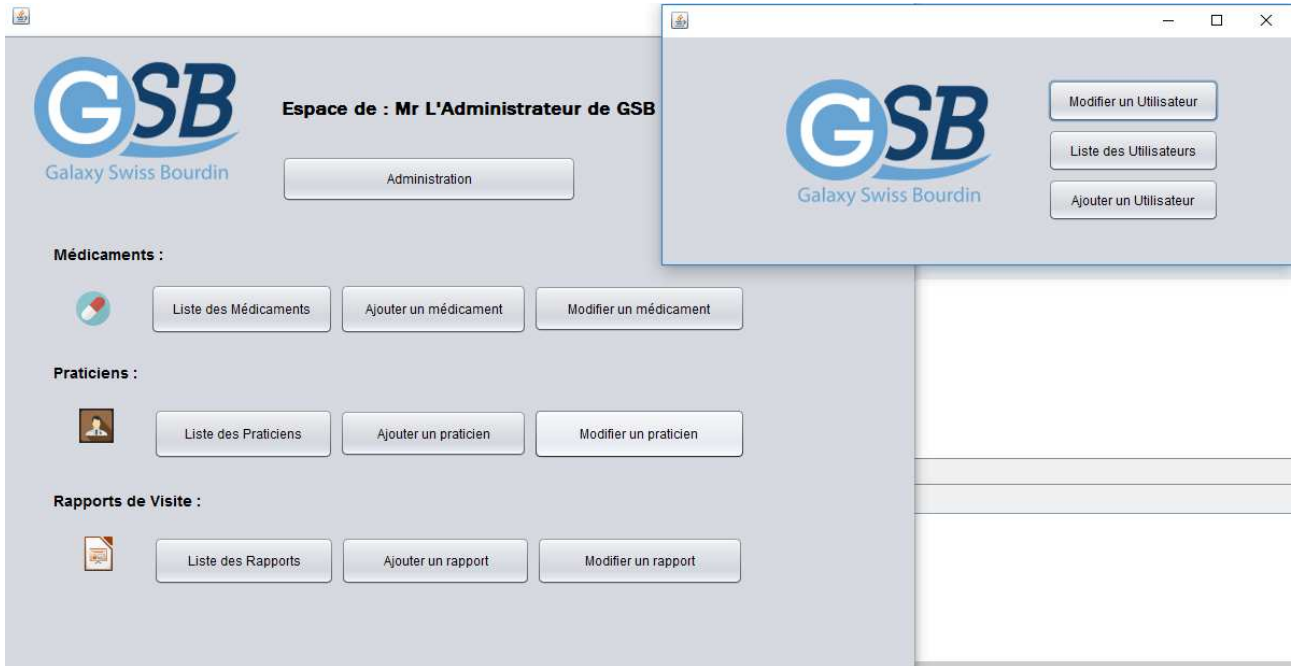 GSB
Galaxy Swiss Bourdin
Espace de : Mr L'Administrateur de GSB
Administration
Médicaments :
Liste des Médicaments
Ajouter un médicament
Modifier un médicament
Praticiens :
Liste des Praticiens
Ajouter un praticien
Modifier un praticien
Rapports de Visite :
Liste des Rapports
Ajouter un rapport
Modifier un rapport
GSB
Galaxy Swiss Bourdin
Modifier un Utilisateur
Liste des Utilisateurs
Ajouter un Utilisateur